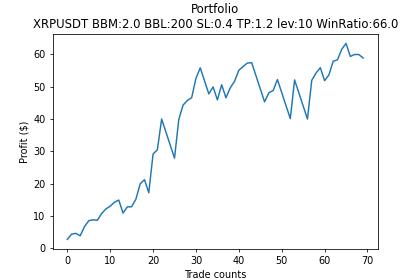 Portfolio
XRPUSDT BBM:2.0 BBL:200 SL:0.4 TP:1.2 lev:10 WinRatio:66.0
60
50
40
30
20
10
0
Profit ($)
0 10 20 30 40 50 60 70
Trade counts